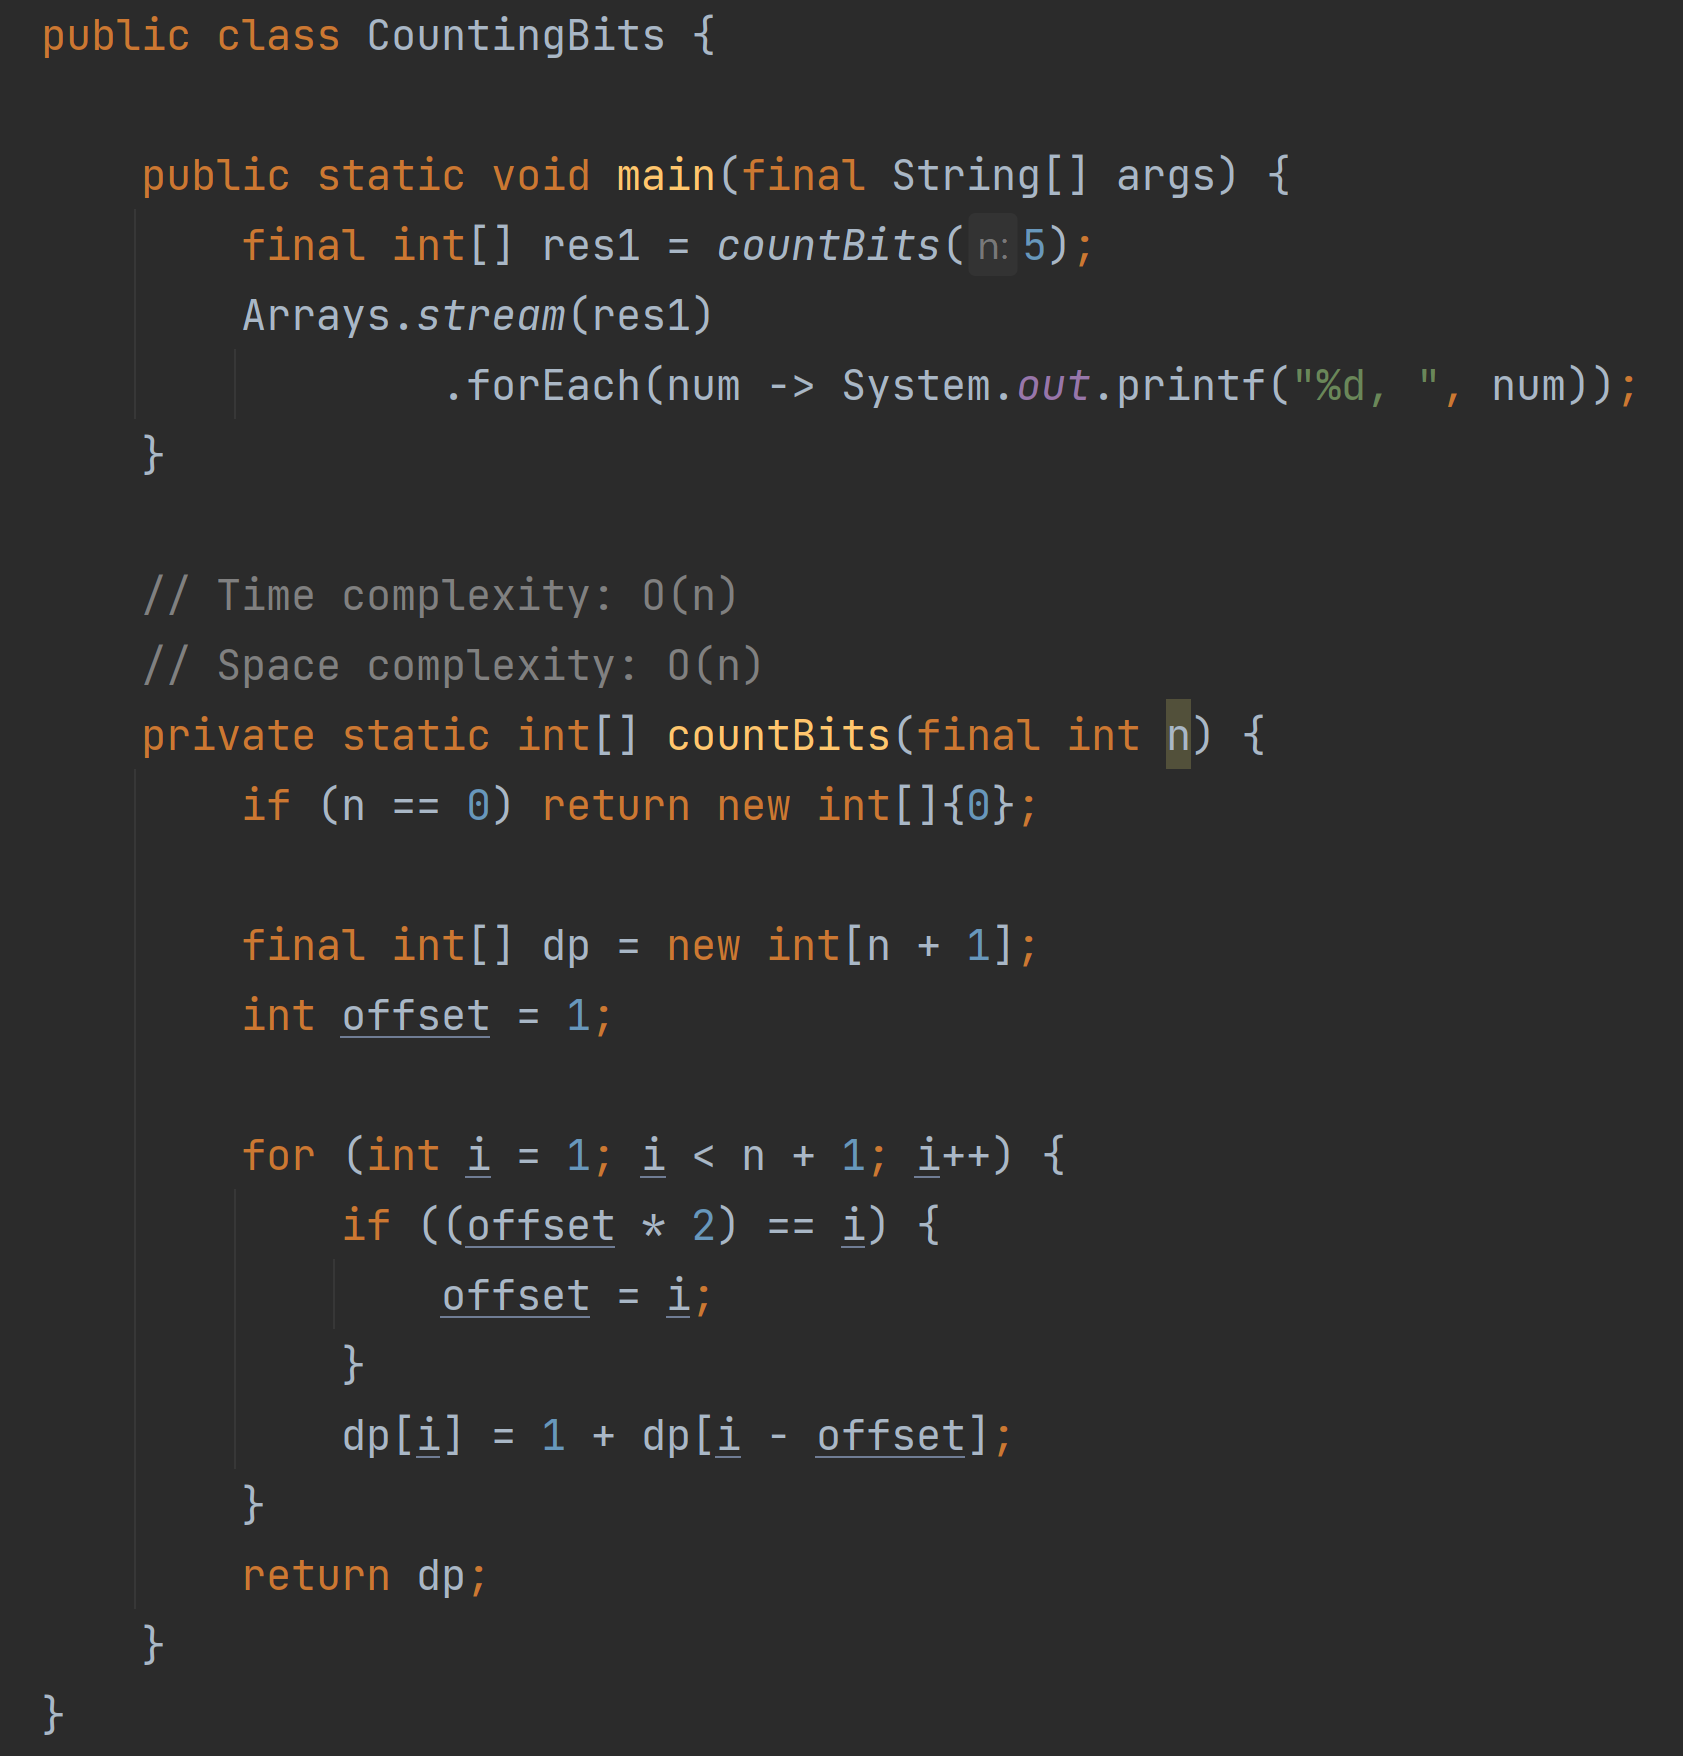 public class CountingBits {
public static void main(final String[] args) {
final int[] res1 = countBits( n: 5);
Arrays.stream(res1)
.forEach(num -> System.out.printf("%d, ", num));
}
// Time complexity: O(n)
// Space complexity: O(n)
private static int[] countBits(final int n) {
if (n == 0) return new int[]{0};
final int[] dp = new int[n + 1];
int offset = 1;
for (int i = 1; i < n + 1; i++) {
if ((offset * 2) == i) {
offset = i;
}
dp[i] = 1 + dp[i - offset];
}
return dp;
}
}